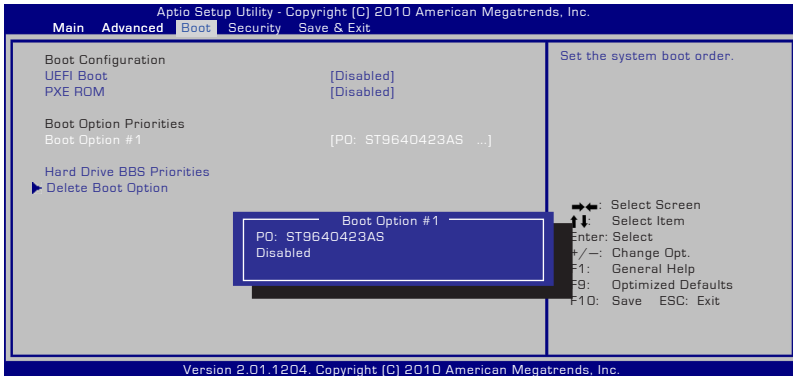 Aptio Setup Utility - Copyright (C) 2010 American Megatrends, Inc.
Main Advanced Boot Security Save & Exit
Boot Configuration
UEFI Boot [Disabled]
PXE ROM [Disabled]
Boot Option Priorities
Boot Option #1 [P0: ST9640423AS ...]
Hard Drive BBS Priorities
Delete Boot Option
Set the system boot order.
Boot Option #1
P0: ST9640423AS
Disabled
: Select Screen
: Select Item
Enter: Select
+/—: Change Opt.
F1: General Help
F9: Optimized Defaults
F10: Save ESC: Exit
Version 2.01.1204. Copyright (C) 2010 American Megatrends, Inc.